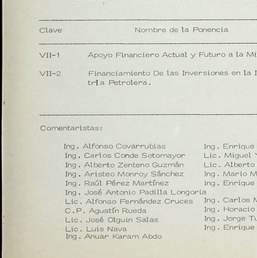 Clave Nombre de la Ponencia
VII-1 Apoyo Financiero Actual y Futuro a la Mi
VII-2 Financiamiento De las Inversiones en la I
tria Petrolera.
Comentaristas:
Ing. Alfonso Covarrubias Ing. Enrique
Ing. Carlos Conde Sotomayor Lic. Miguel
Ing. Alberto Zenteno Guzmán Lic. Alberto
Ing. Aristeo Monroy Sánchez Ing. Mario M
Ing. Raúl Pérez Martínez Ing. Enrique
Ing. José Antonio Padilla Longoria
Lic. Alfonso Fernández Cruces Ing. Carlos M
C.P. Agustín Rueda Ing. Horacio
Lic. José Olguín Salas Ing. Jorge Tu
Lic. Luis Nava Ing. Enrique
Ing. Anuar Karam Abdo